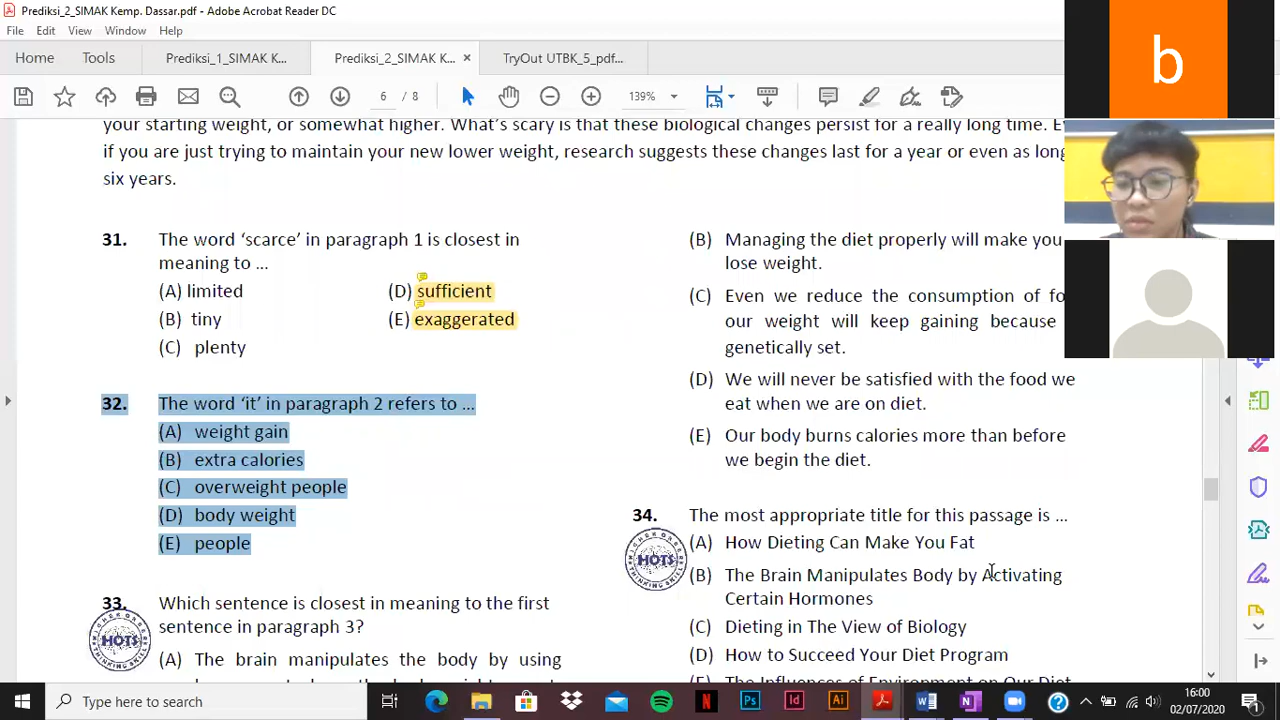 Prediksi_2_SIMAK Kemp. Dassar.pdf - Adobe Acrobat Reader DC
File Edit View Window Help
Home Tools Prediksi_1_SIMAK K... Prediksi_2_SIMAK K... × TryOut UTBK_5_pdf...
6 / 8 139%
b
your starting weight, or somewhat higher. What's scary is that these biological changes persist for a really long time.
if you are just trying to maintain your new lower weight, research suggests these changes last for a year or even as
six years.
31. The word 'scarce' in paragraph 1 is closest in
meaning to ...
(A) limited
(B) tiny
(C) plenty
(D) sufficient
(E) exaggerated
32. The word 'it' in paragraph 2 refers to ...
(A) weight gain
(B) extra calories
(C) overweight people
(D) body weight
(E) people
33. Which sentence is closest in meaning to the first
sentence in paragraph 3?
HOTS
(A) The brain manipulates the body by using
(B) Managing the diet properly will make you
lose weight.
(C) Even we reduce the consumption of
our weight will keep gaining because
genetically set.
(D) We will never be satisfied with the food we
eat when we are on diet.
(E) Our body burns calories more than before
we begin the diet.
34. The most appropriate title for this passage is ...
HOTS
(A) How Dieting Can Make You Fat
(B) The Brain Manipulates Body by Activating
Certain Hormones
(C) Dieting in The View of Biology
(D) How to Succeed Your Diet Program
(E) The Influences of Environment on Our Diet
Type here to search
16:00
02/07/2020